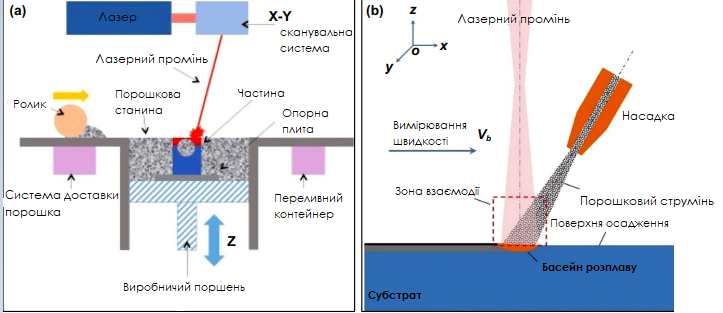 (a)
Лазер
X-Y
сканувальна
система
Лазерний промінь
Ролик
Порошкова
станина
Частина
Опорна
плита
Система доставки
порошка
Переливний
контейнер
Z
Виробничий поршень
(b)
Лазерний промінь
z
o
x
y
Насадка
Вимірювання
швидкості
Vb
Зона взаємодії
Порошковий струмінь
Поверхня осадження
Басейн розплаву
Субстрат